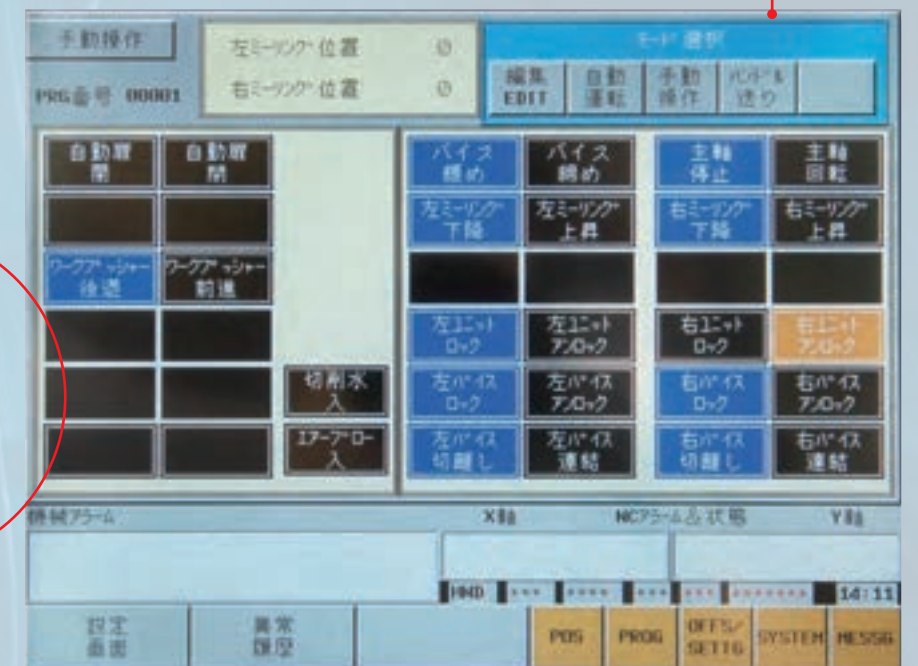 手動操作
PRG番号 00001
左ミーリング位置 0
右ミーリング位置 0
モード選択
編集 EDIT
自動運転
手動操作
ハンドル送り
自動扉 閉
自動扉 開
ワークプッシャー 後退
ワークプッシャー 前進
切削水 入
エアーブロー 入
バイス 緩め
バイス 締め
主軸 停止
主軸 回転
左ミーリング 下降
左ミーリング 上昇
右ミーリング 下降
右ミーリング 上昇
左ユニット ロック
左ユニット アンロック
右ユニット ロック
右ユニット アンロック
左バイス ロック
左バイス アンロック
右バイス ロック
右バイス アンロック
左バイス 切離し
左バイス 連結
右バイス 切離し
右バイス 連結
機械アラーム
X軸
NCアラーム&状態
Y軸
HND
14:11
設定画面
異常履歴
POS
PROG
OFFS/SETTG
SYSTEM
MESSG